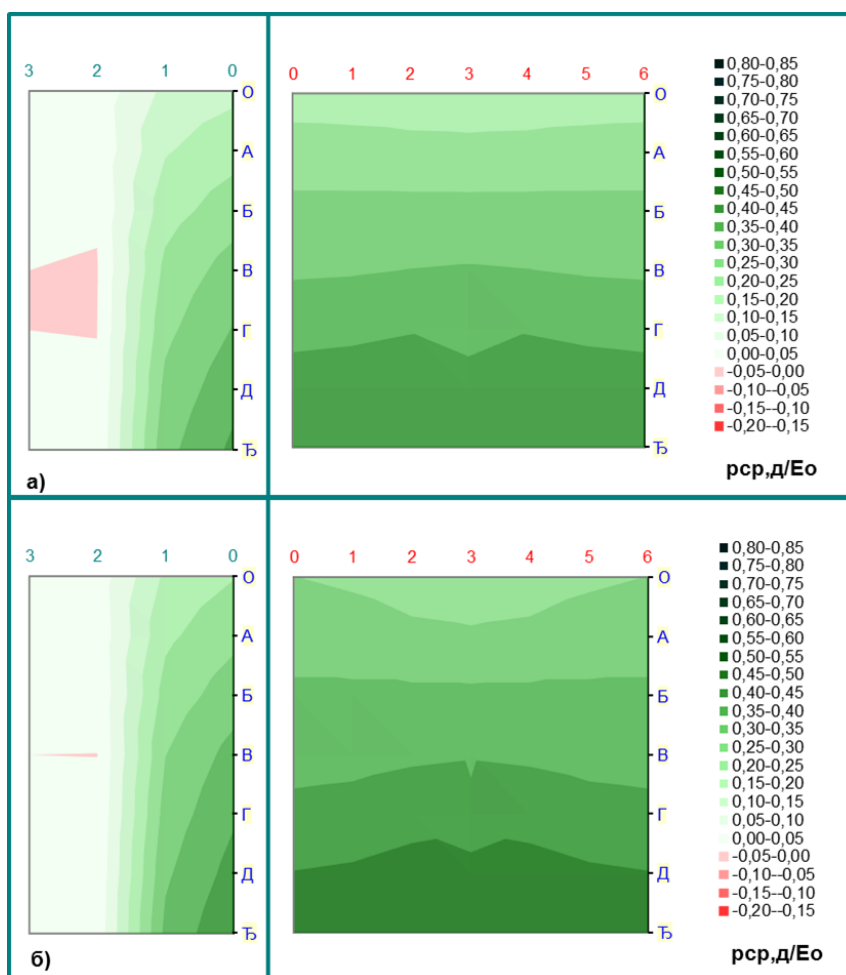 3 2 1 0
О
А
Б
В
Г
Д
Ђ
а)
0 1 2 3 4 5 6
О
А
Б
В
Г
Д
Ђ
0,80-0,85
0,75-0,80
0,70-0,75
0,65-0,70
0,60-0,65
0,55-0,60
0,50-0,55
0,45-0,50
0,40-0,45
0,35-0,40
0,30-0,35
0,25-0,30
0,20-0,25
0,15-0,20
0,10-0,15
0,05-0,10
0,00-0,05
-0,05-0,00
-0,10--0,05
-0,15--0,10
-0,20--0,15
рср,д/Ео
3 2 1 0
О
А
Б
В
Г
Д
Ђ
б)
0 1 2 3 4 5 6
О
А
Б
В
Г
Д
Ђ
0,80-0,85
0,75-0,80
0,70-0,75
0,65-0,70
0,60-0,65
0,55-0,60
0,50-0,55
0,45-0,50
0,40-0,45
0,35-0,40
0,30-0,35
0,25-0,30
0,20-0,25
0,15-0,20
0,10-0,15
0,05-0,10
0,00-0,05
-0,05-0,00
-0,10--0,05
-0,15--0,10
-0,20--0,15
рср,д/Ео